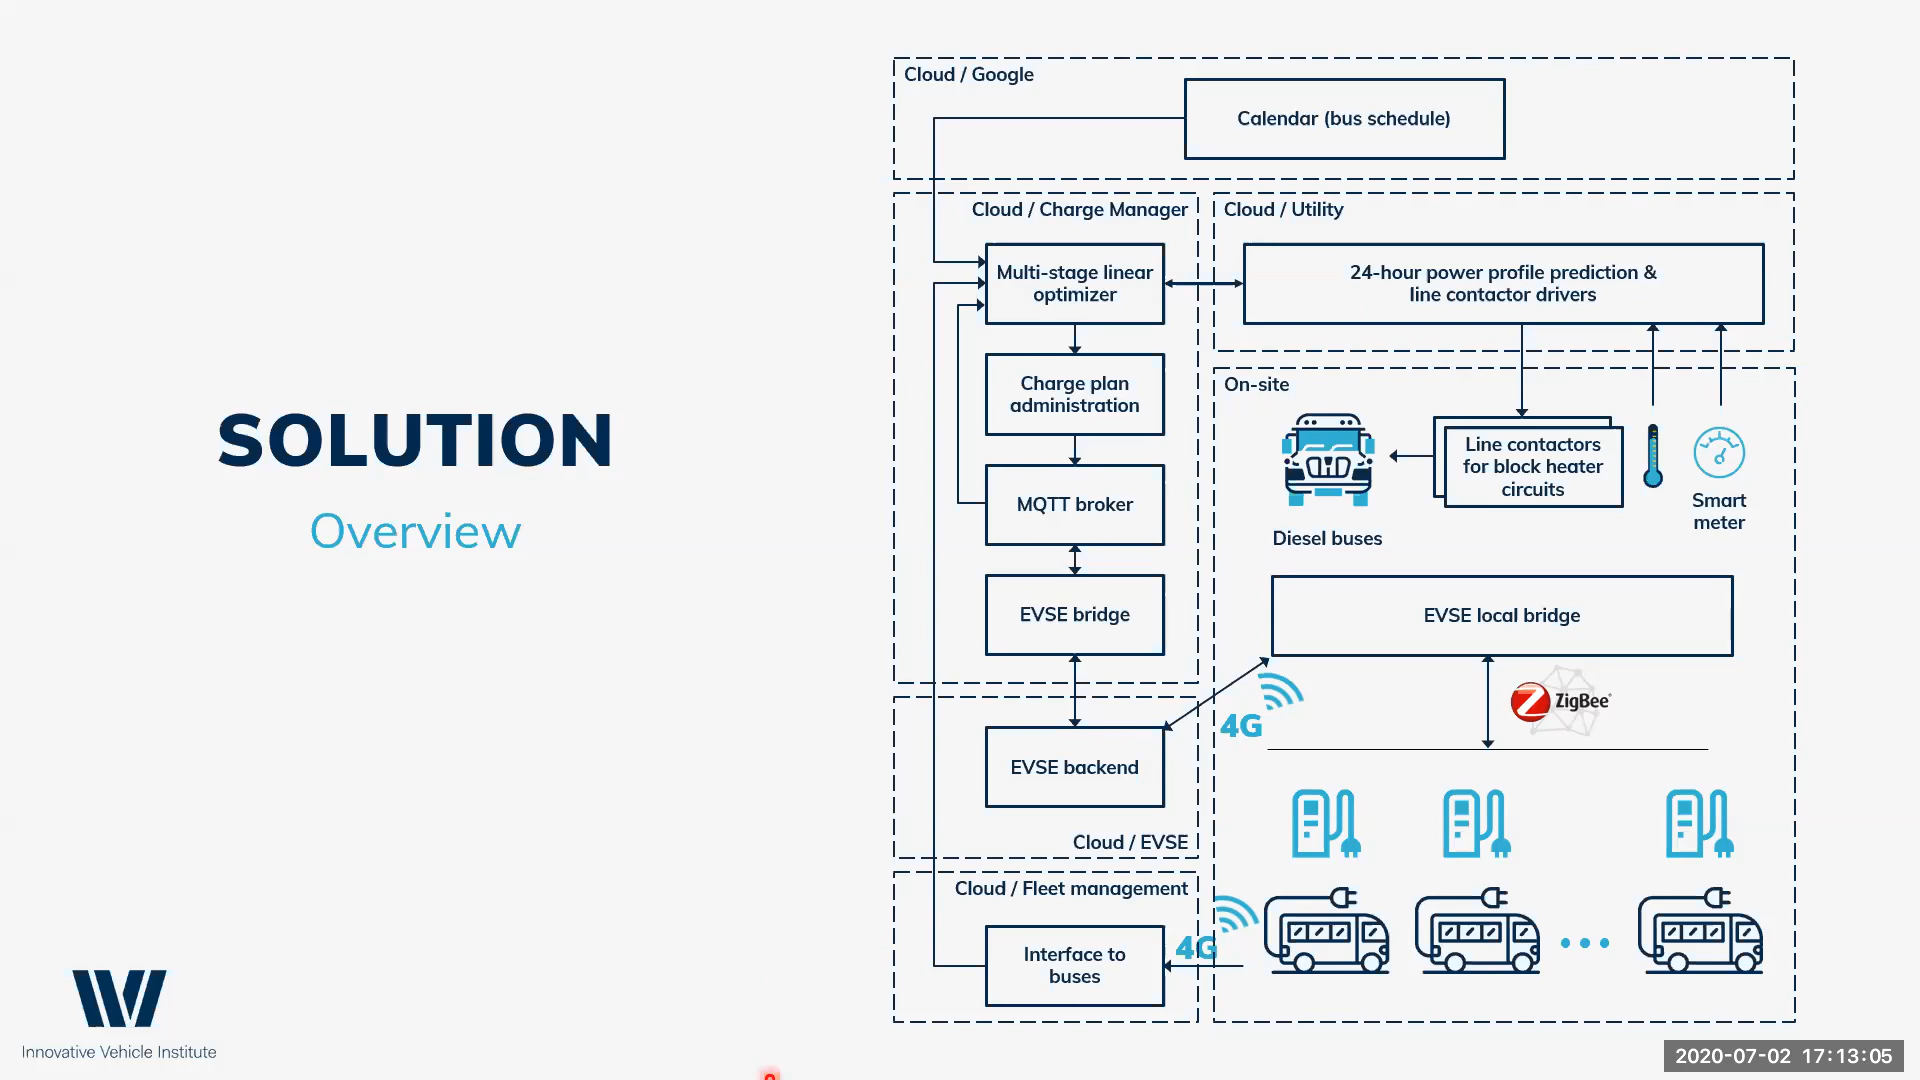 SOLUTION
Overview
Cloud / Google
Calendar (bus schedule)
Cloud / Charge Manager
Multi-stage linear
optimizer
Charge plan
administration
MQTT broker
EVSE bridge
Cloud / Utility
24-hour power profile prediction &
line contactor drivers
On-site
Diesel buses
Line contactors
for block heater
circuits
Smart
meter
EVSE local bridge
ZigBee
4G
EVSE backend
Cloud / EVSE
Cloud / Fleet management
Interface to
buses
4G
Innovative Vehicle Institute
2020-07-02 17:13:05